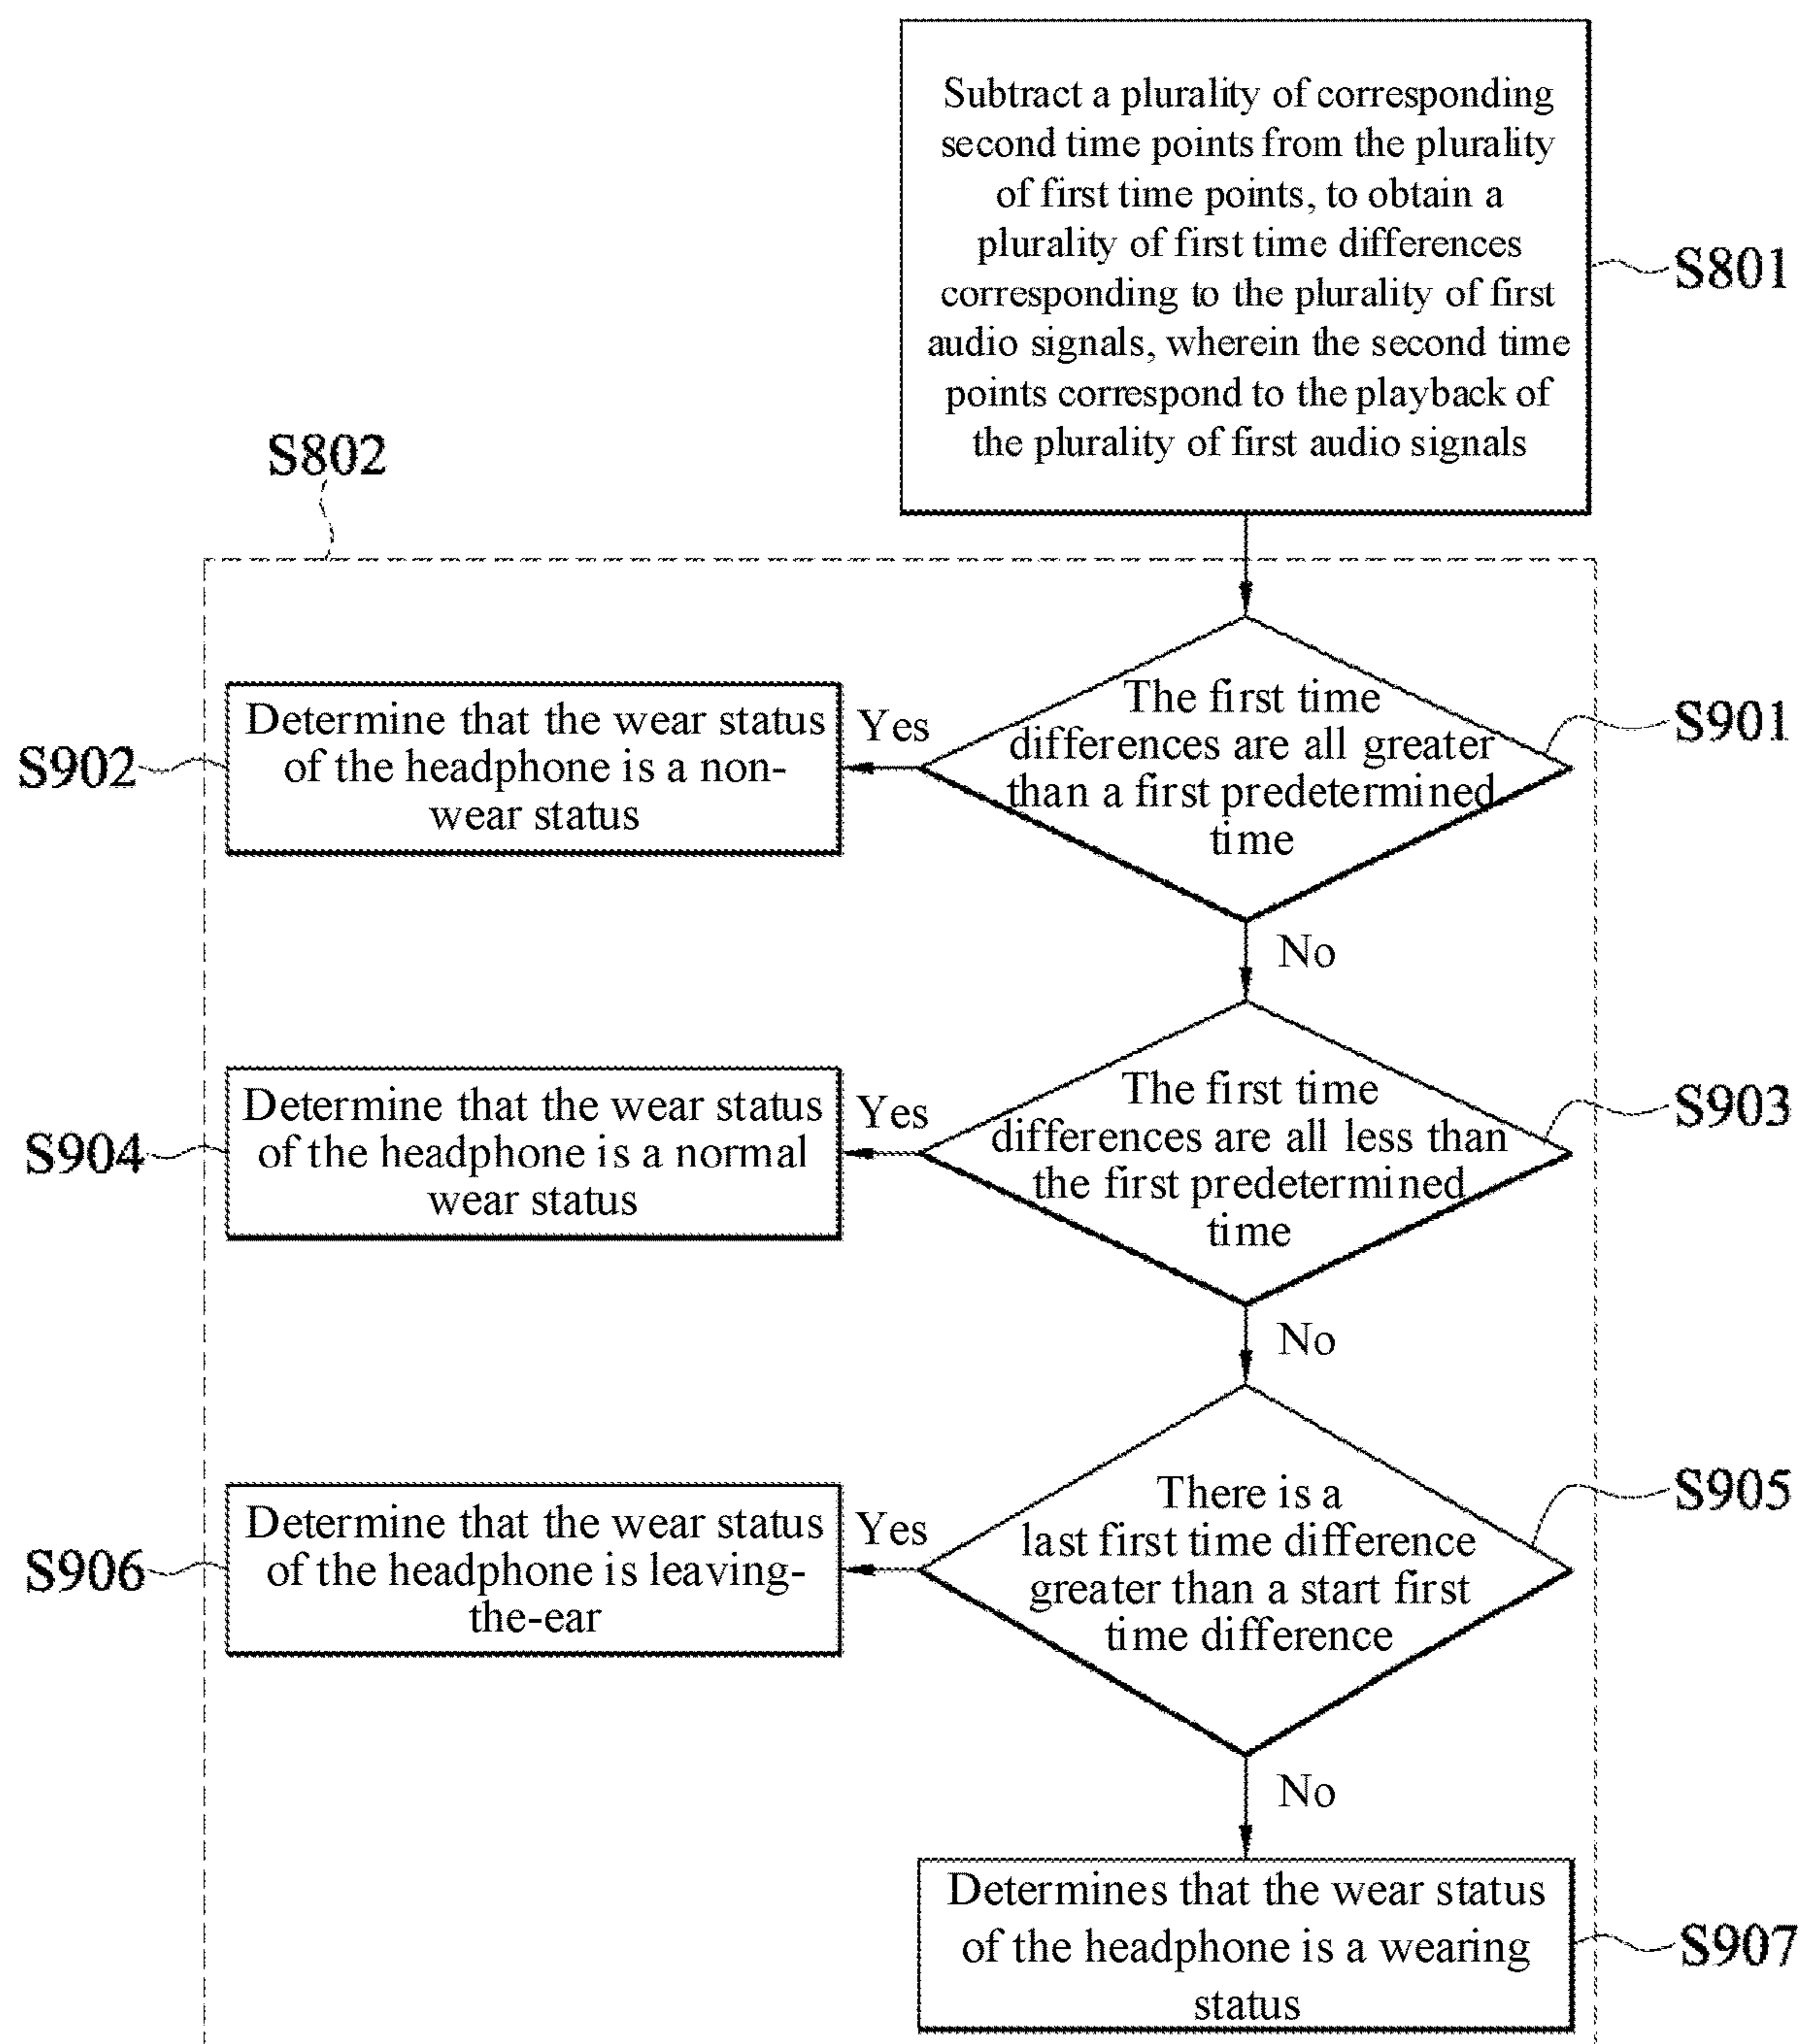 Subtract a plurality of corresponding
second time points from the plurality
of first time points, to obtain a
plurality of first time differences
corresponding to the plurality of first
audio signals, wherein the second time
points correspond to the playback of
the plurality of first audio signals
S801
S802
The first time
differences are all greater
than a first predetermined
time
S901
Yes
Determine that the wear status
of the headphone is a non-
wear status
S902
No
The first time
differences are all less than
the first predetermined
time
S903
Yes
Determine that the wear status
of the headphone is a normal
wear status
S904
No
There is a
last first time difference
greater than a start first
time difference
S905
Yes
Determine that the wear status
of the headphone is leaving-
the-ear
S906
No
Determines that the wear status
of the headphone is a wearing
status
S907